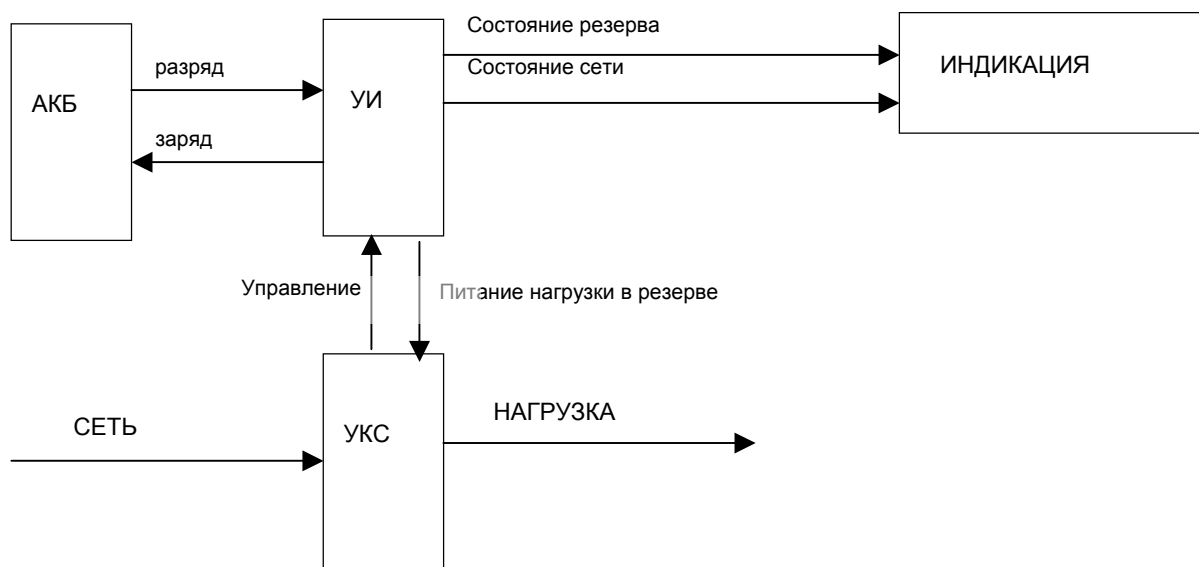 Состояние резерва
Состояние сети
ИНДИКАЦИЯ
разряд
АКБ
УИ
заряд
Управление
Питание нагрузки в резерве
СЕТЬ
УКС
НАГРУЗКА